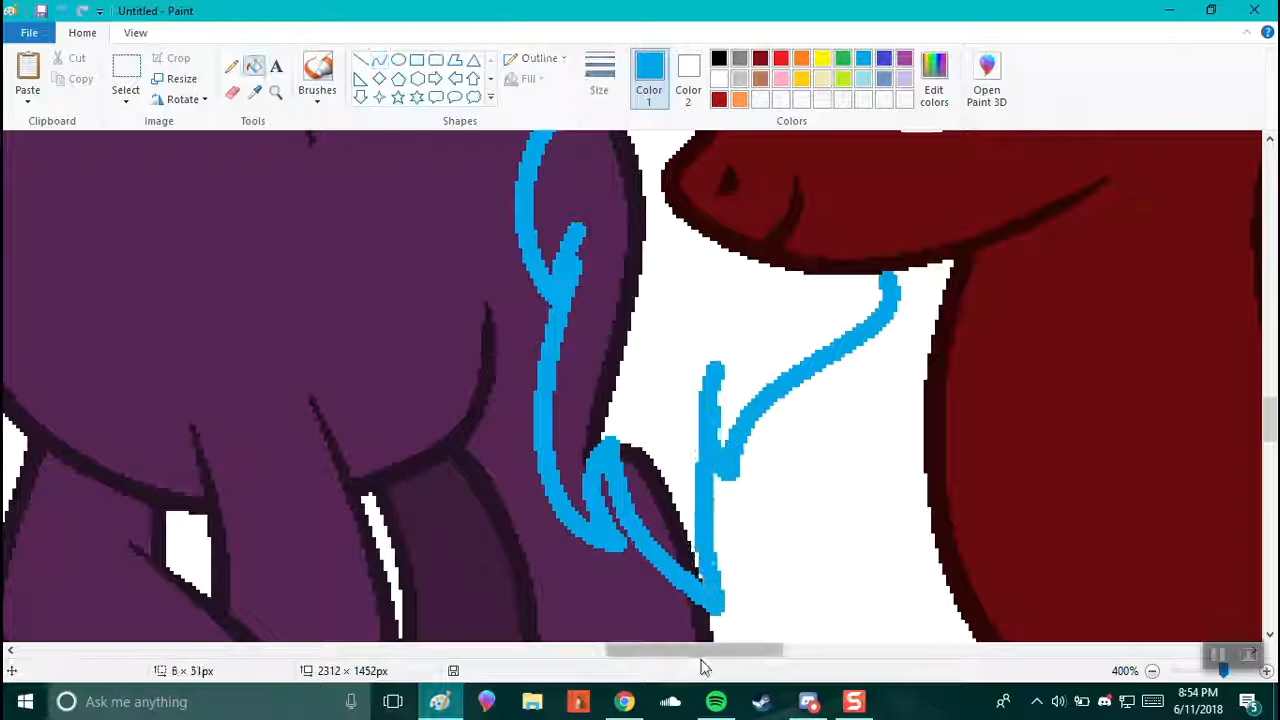 Untitled - Paint
File Home View
Paste
Cut
Copy
Clipboard
Select
Crop
Resize
Rotate
Image
A
Tools
Brushes
Outline
Fill
Shapes
Size
Color 1
Color 2
Edit colors
Colors
Open Paint 3D
6 × 51px
2312 × 1452px
400%
Ask me anything
8:54 PM
6/11/2018
5